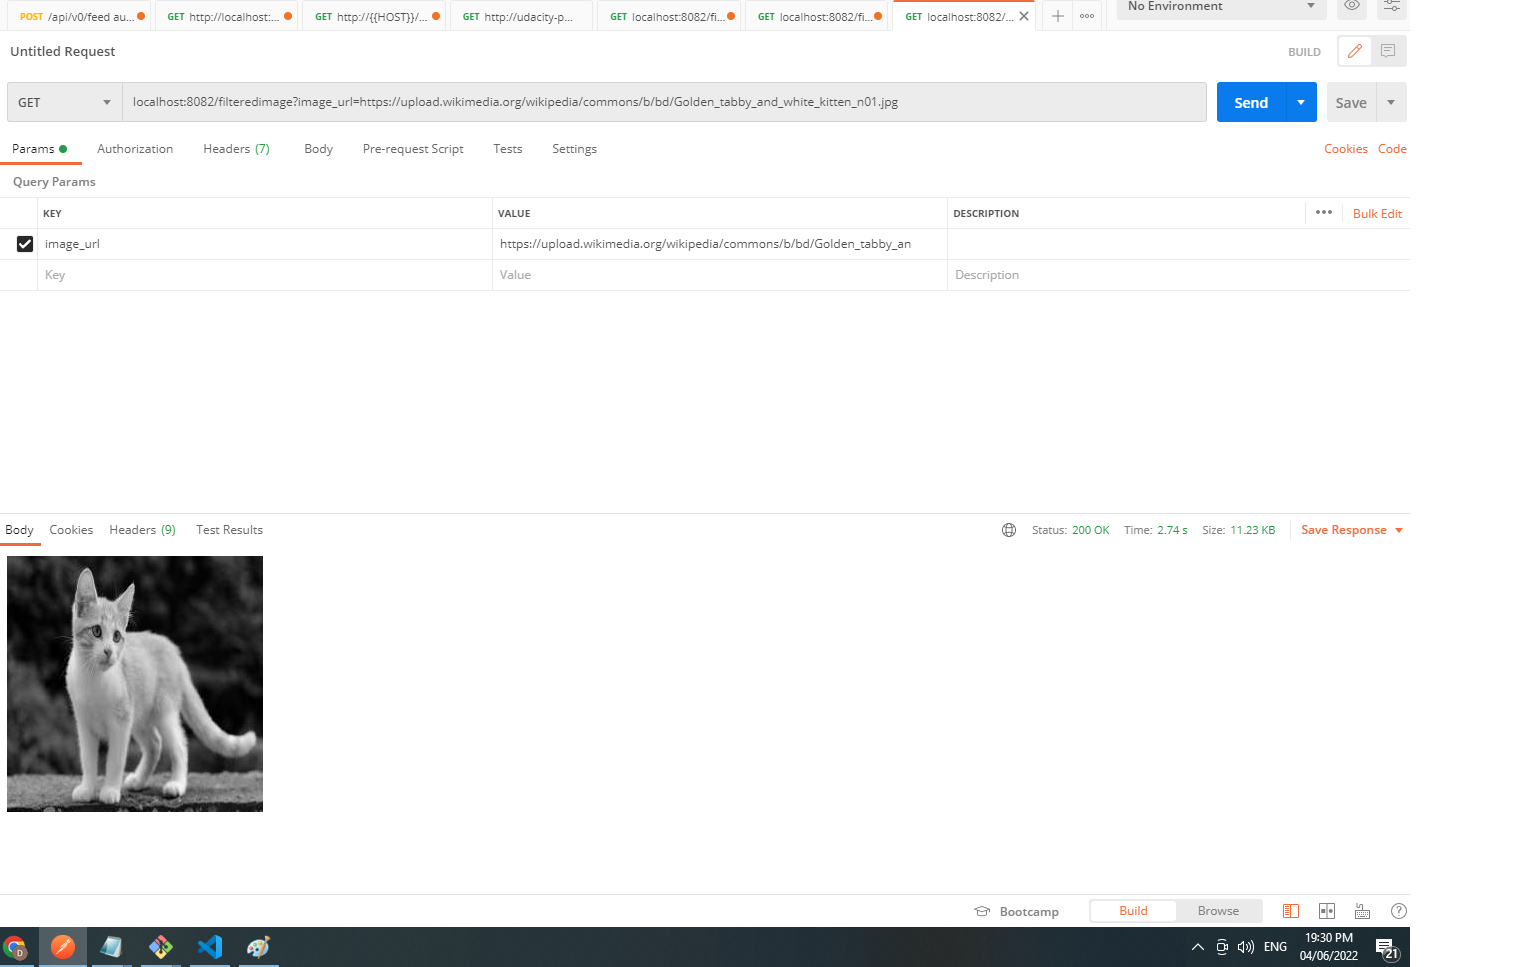 POST /api/v0/feed au... GET http://localhost:... GET http://{{HOST}}/... GET http://udacity-p... GET localhost:8082/fi... GET localhost:8082/fi... GET localhost:8082/... No Environment
Untitled Request BUILD
GET localhost:8082/filteredimage?image_url=https://upload.wikimedia.org/wikipedia/commons/b/bd/Golden_tabby_and_white_kitten_n01.jpg Send Save
Params Authorization Headers (7) Body Pre-request Script Tests Settings Cookies Code
Query Params
KEY VALUE DESCRIPTION Bulk Edit
image_url https://upload.wikimedia.org/wikipedia/commons/b/bd/Golden_tabby_an
Key Value Description
Body Cookies Headers (9) Test Results Status: 200 OK Time: 2.74 s Size: 11.23 KB Save Response
Bootcamp Build Browse
D ENG 19:30 PM
04/06/2022 21